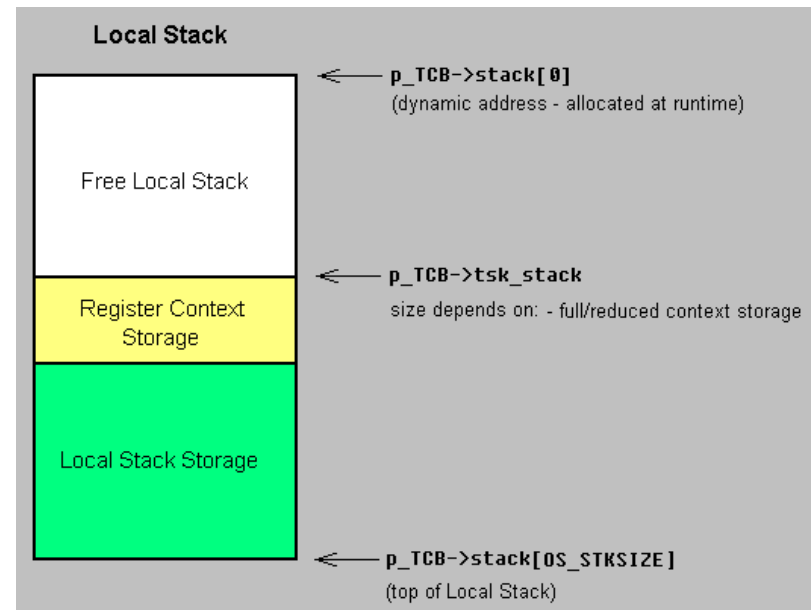 Local Stack
p_TCB->stack[0]
(dynamic address - allocated at runtime)
Free Local Stack
p_TCB->tsk_stack
size depends on: - full/reduced context storage
Register Context
Storage
Local Stack Storage
p_TCB->stack[OS_STKSIZE]
(top of Local Stack)